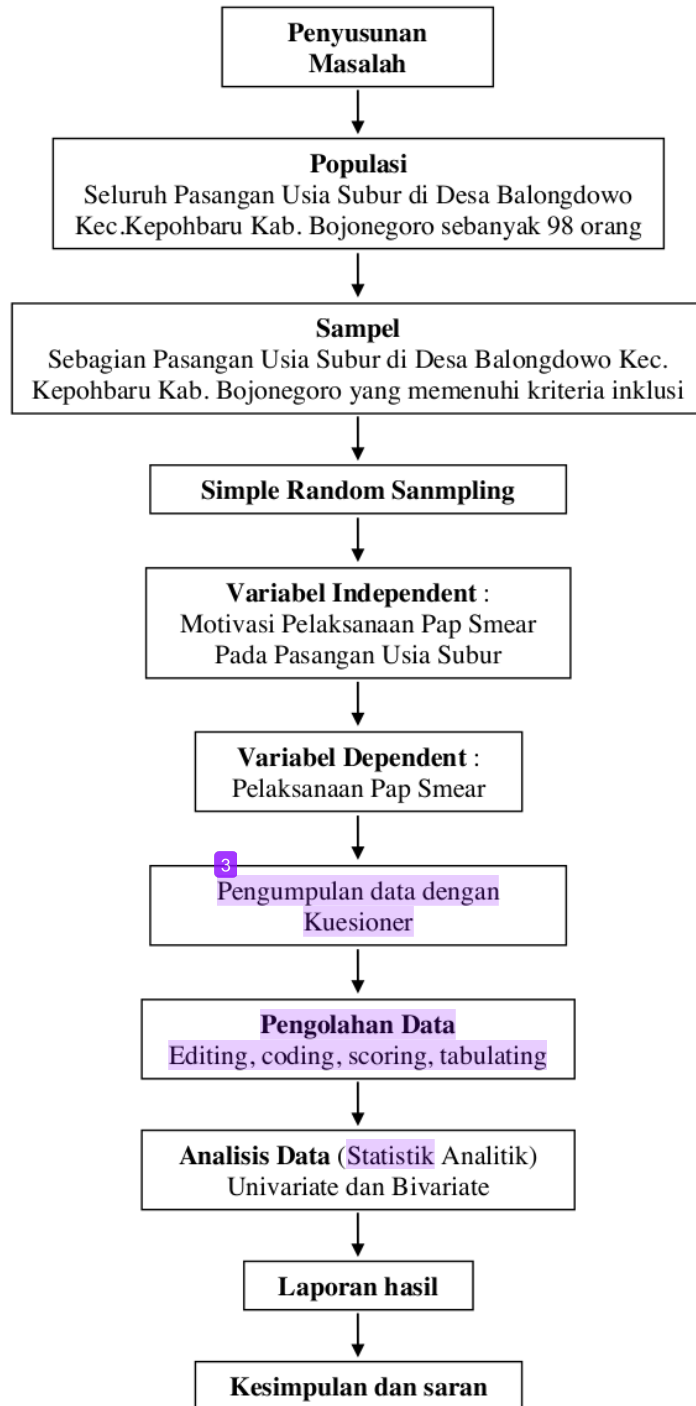 Penyusunan
Masalah
Populasi
Seluruh Pasangan Usia Subur di Desa Balongdowo
Kec.Kepohbaru Kab. Bojonegoro sebanyak 98 orang
Sampel
Sebagian Pasangan Usia Subur di Desa Balongdowo Kec.
Kepohbaru Kab. Bojonegoro yang memenuhi kriteria inklusi
Simple Random Sanmpling
Variabel Independent :
Motivasi Pelaksanaan Pap Smear
Pada Pasangan Usia Subur
Variabel Dependent :
Pelaksanaan Pap Smear
3
Pengumpulan data dengan
Kuesioner
Pengolahan Data
Editing, coding, scoring, tabulating
Analisis Data (Statistik Analitik)
Univariate dan Bivariate
Laporan hasil
Kesimpulan dan saran